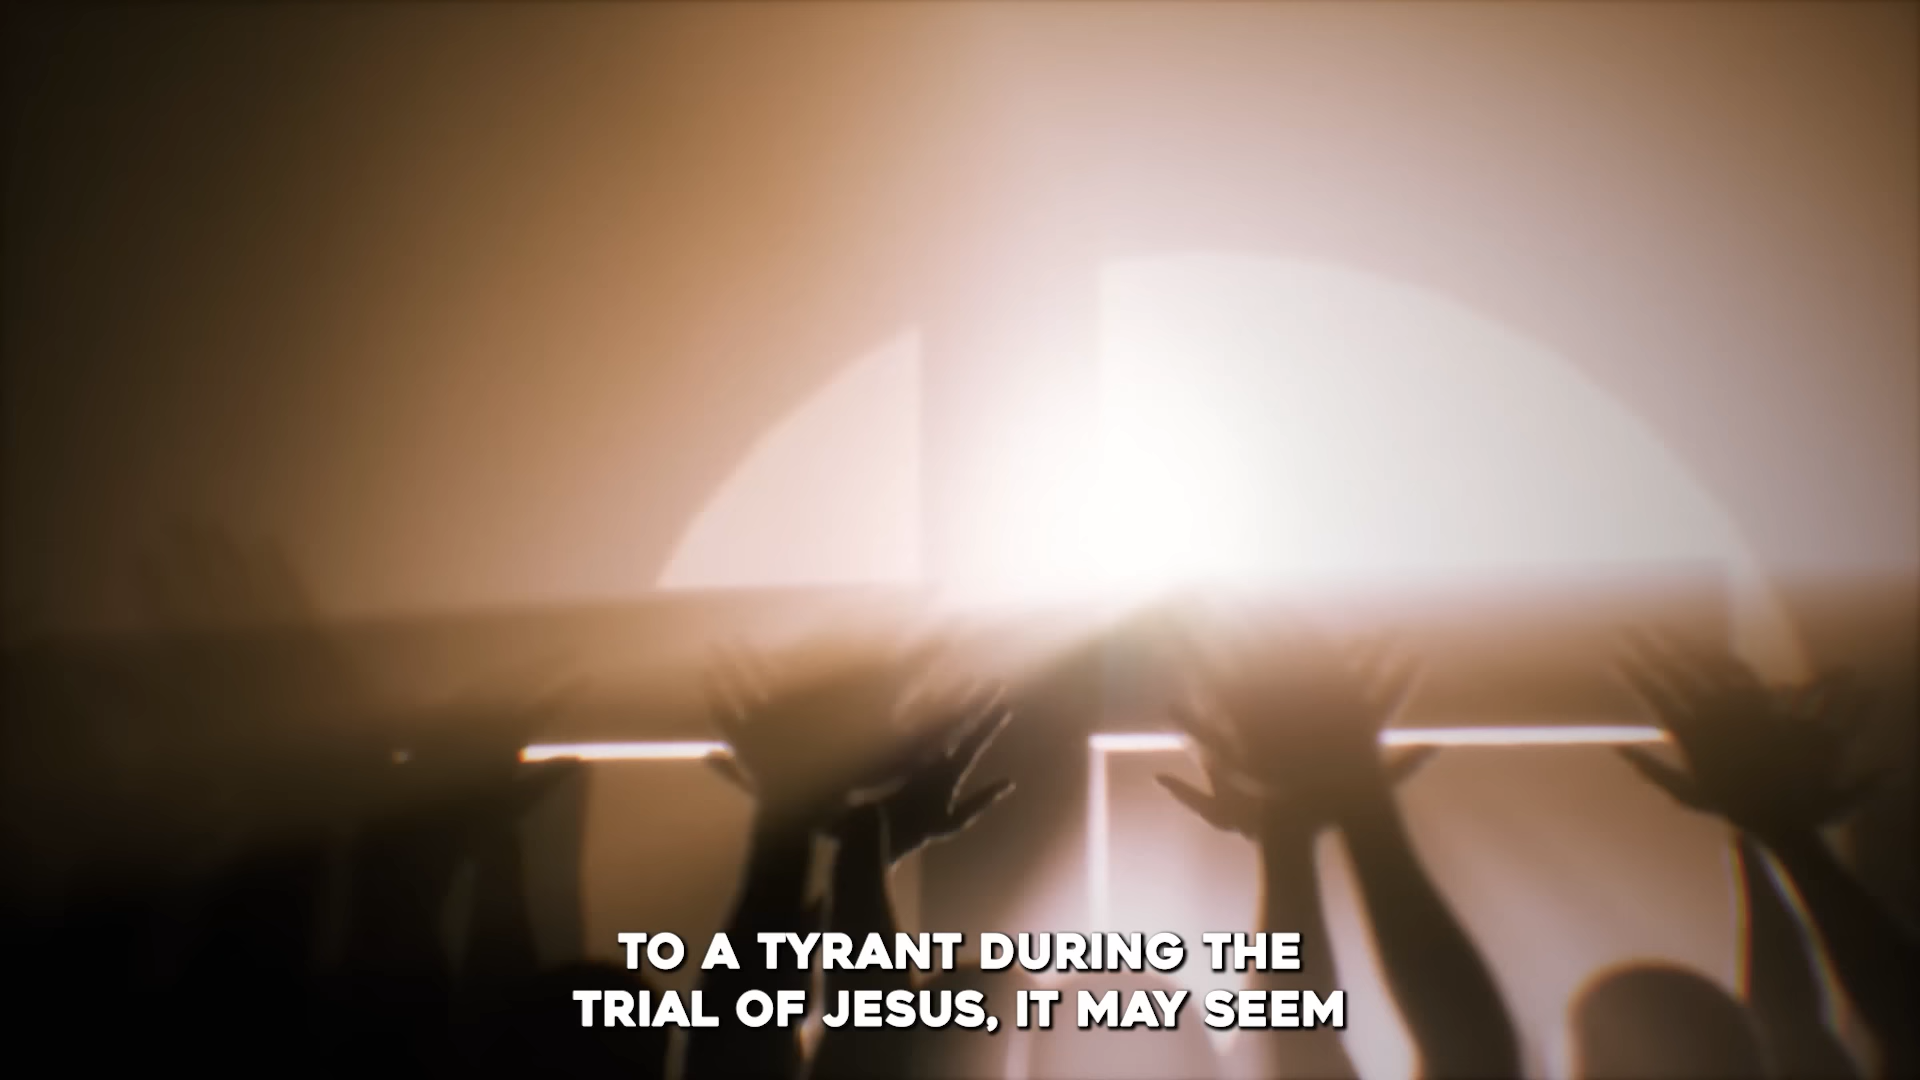 TO A TYRANT DURING THE
TRIAL OF JESUS, IT MAY SEEM